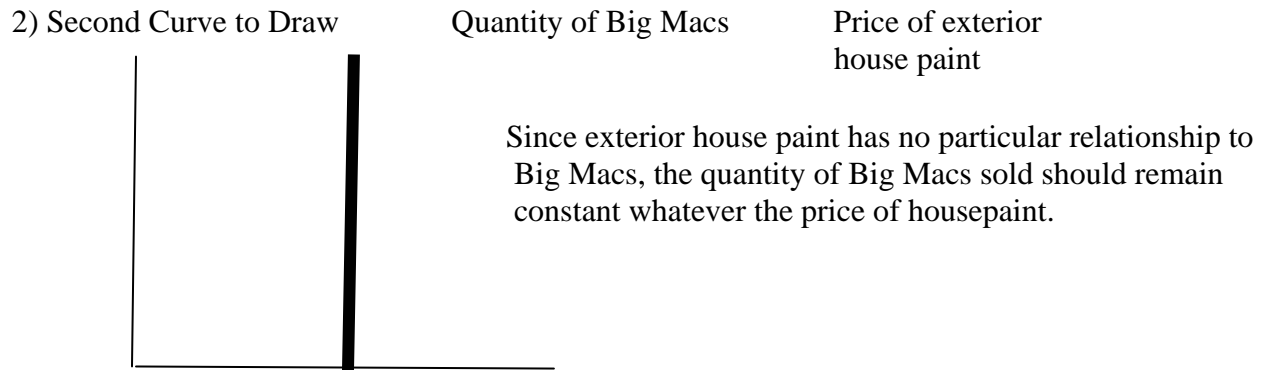 2) Second Curve to Draw Quantity of Big Macs Price of exterior
house paint
Since exterior house paint has no particular relationship to
Big Macs, the quantity of Big Macs sold should remain
constant whatever the price of housepaint.